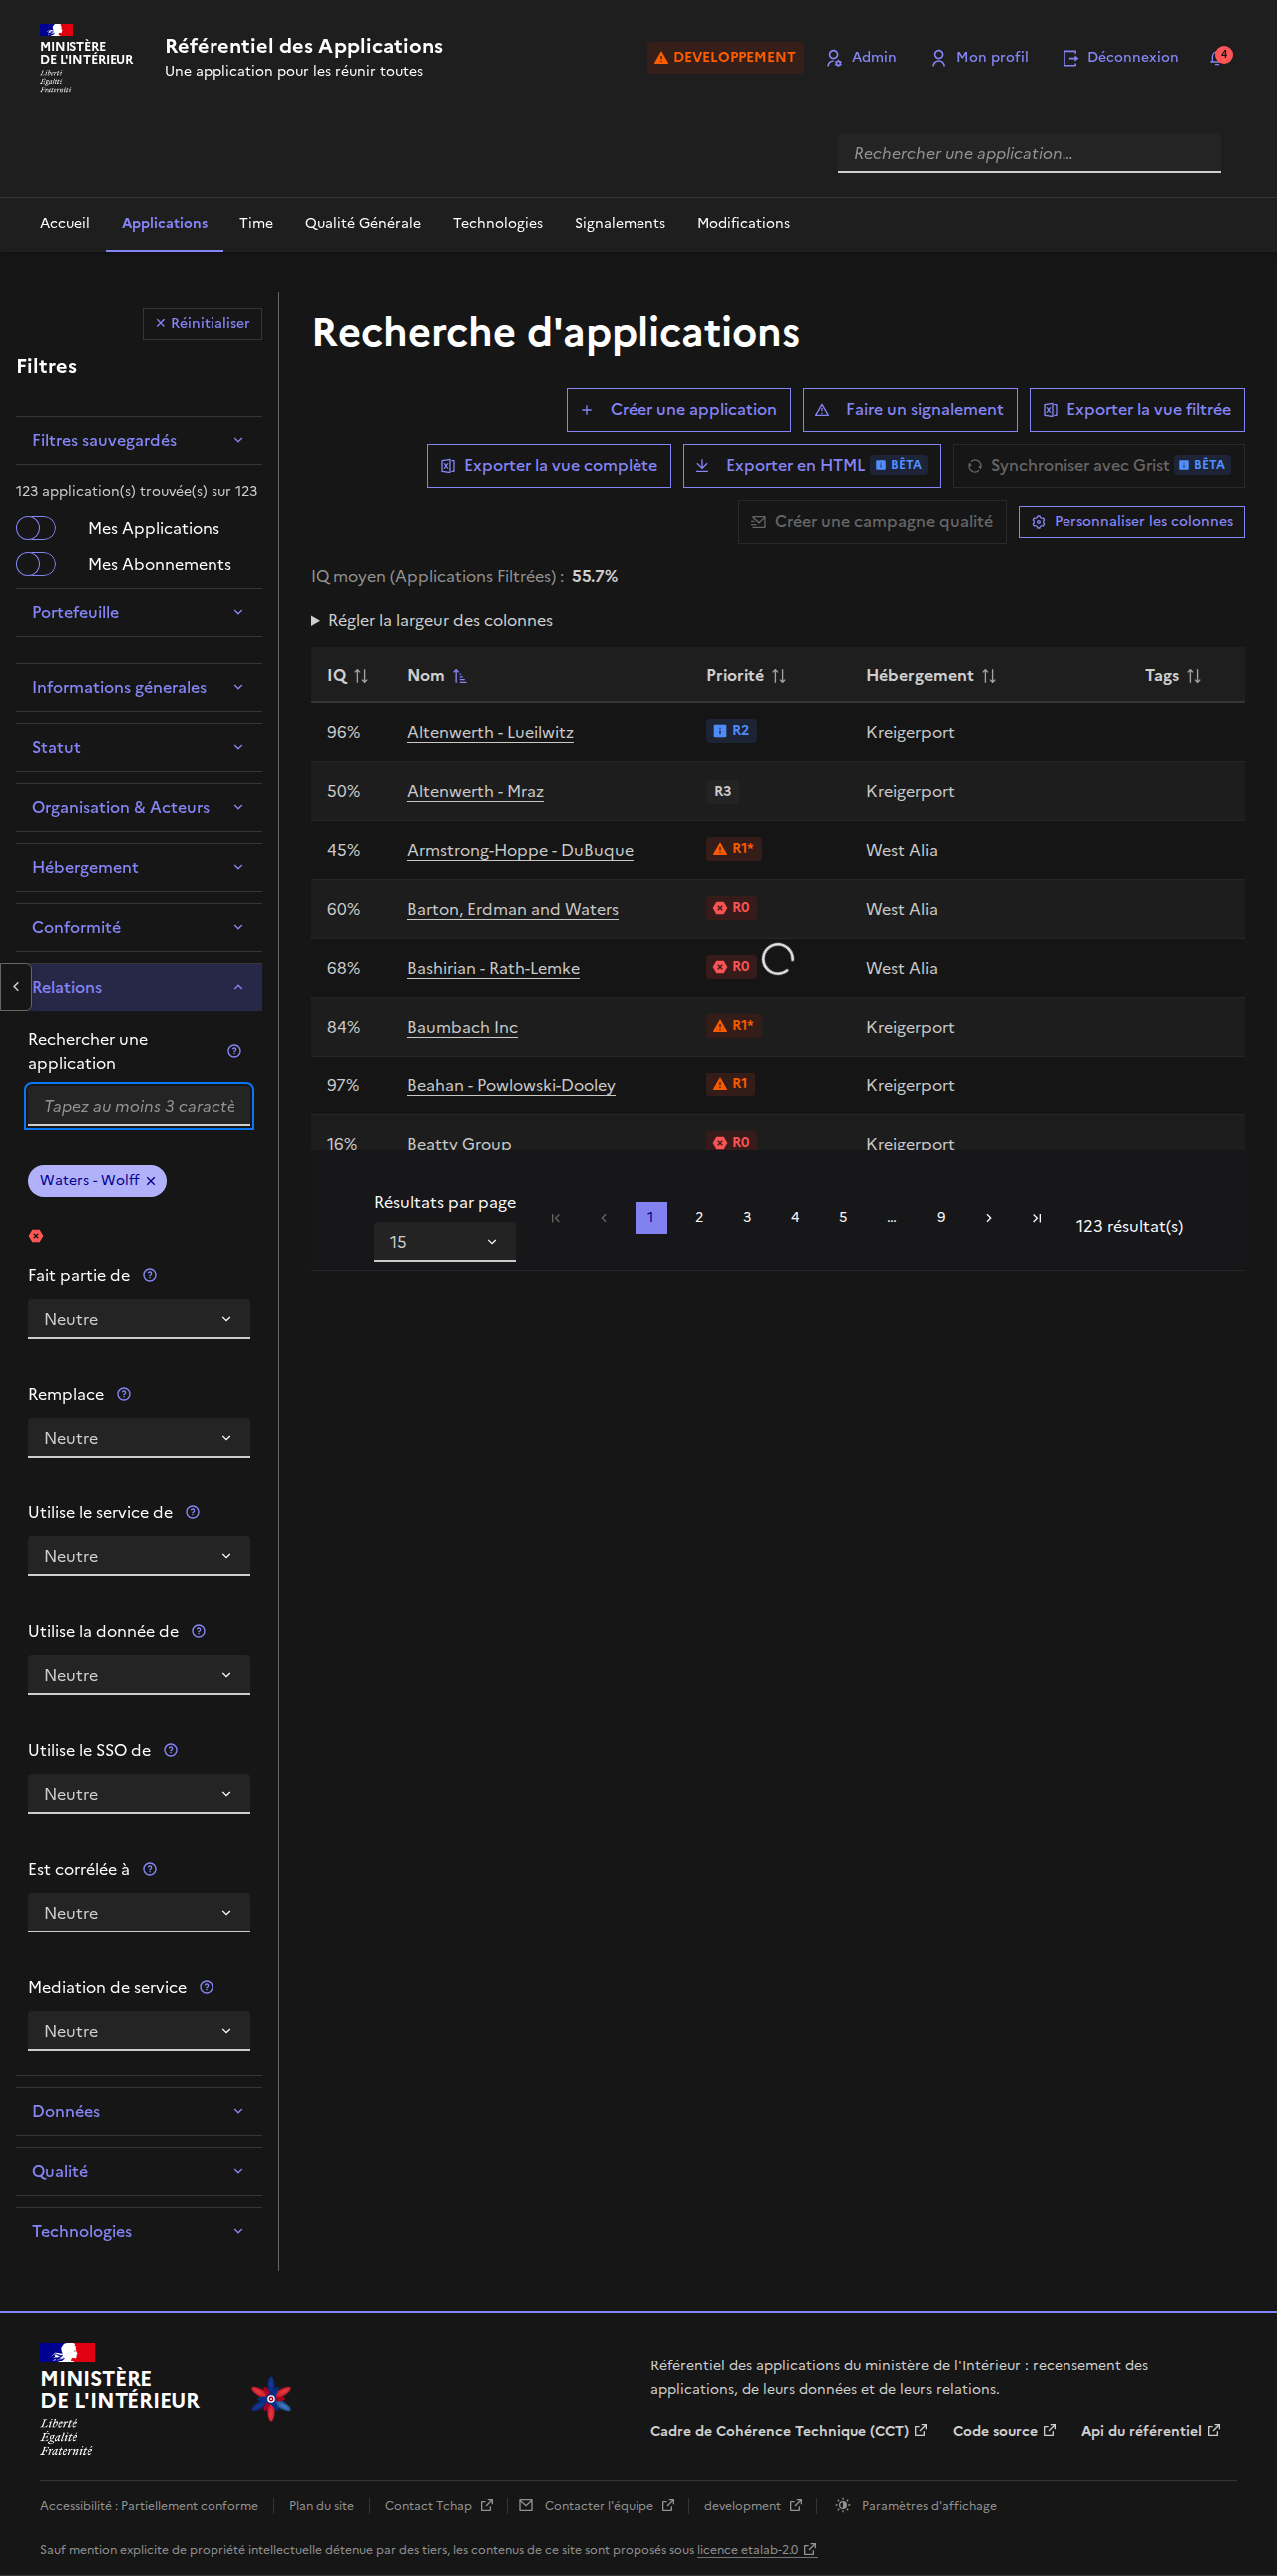 MINISTÈRE
DE L'INTÉRIEUR
Liberté
Égalité
Fraternité
Référentiel des Applications
Une application pour les réunir toutes
DEVELOPPEMENT
Admin
Mon profil
Déconnexion
4
Rechercher une application…
Accueil
Applications
Time
Qualité Générale
Technologies
Signalements
Modifications
Réinitialiser
Filtres
Filtres sauvegardés
123 application(s) trouvée(s) sur 123
Mes Applications
Mes Abonnements
Portefeuille
Informations génerales
Statut
Organisation & Acteurs
Hébergement
Conformité
Relations
Rechercher une
application
Tapez au moins 3 caractè
Waters - Wolff
Fait partie de
Neutre
Remplace
Neutre
Utilise le service de
Neutre
Utilise la donnée de
Neutre
Utilise le SSO de
Neutre
Est corrélée à
Neutre
Mediation de service
Neutre
Données
Qualité
Technologies
Recherche d'applications
Créer une application
Faire un signalement
Exporter la vue filtrée
Exporter la vue complète
Exporter en HTML BÊTA
Synchroniser avec Grist BÊTA
Créer une campagne qualité
Personnaliser les colonnes
IQ moyen (Applications Filtrées) : 55.7%
Régler la largeur des colonnes
IQ Nom Priorité Hébergement Tags
96% Altenwerth - Lueilwitz R2 Kreigerport
50% Altenwerth - Mraz R3 Kreigerport
45% Armstrong-Hoppe - DuBuque R1* West Alia
60% Barton, Erdman and Waters R0 West Alia
68% Bashirian - Rath-Lemke R0 West Alia
84% Baumbach Inc R1* Kreigerport
97% Beahan - Powlowski-Dooley R1 Kreigerport
16% Beatty Group R0 Kreigerport
Résultats par page
15
1 2 3 4 5 … 9
123 résultat(s)
MINISTÈRE
DE L'INTÉRIEUR
Liberté
Égalité
Fraternité
Référentiel des applications du ministère de l'Intérieur : recensement des
applications, de leurs données et de leurs relations.
Cadre de Cohérence Technique (CCT)
Code source
Api du référentiel
Accessibilité : Partiellement conforme
Plan du site
Contact Tchap
Contacter l'équipe
development
Paramètres d'affichage
Sauf mention explicite de propriété intellectuelle détenue par des tiers, les contenus de ce site sont proposés sous licence etalab-2.0